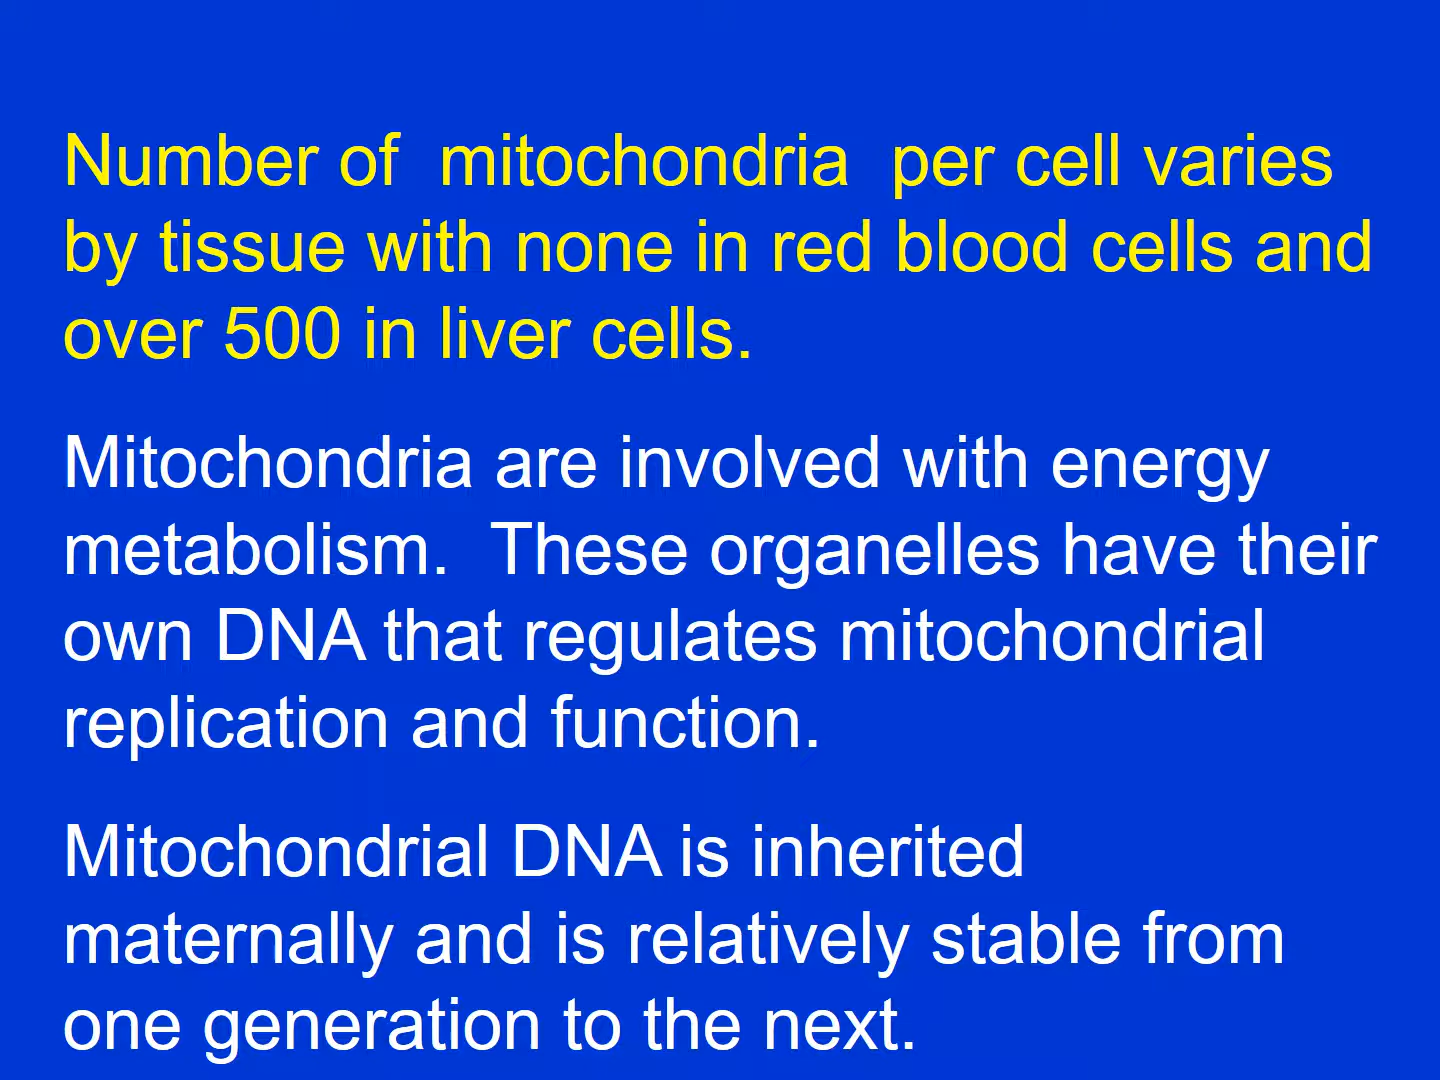 Number of  mitochondria  per cell varies
by tissue with none in red blood cells and
over 500 in liver cells.
Mitochondria are involved with energy
metabolism.  These organelles have their
own DNA that regulates mitochondrial
replication and function.
Mitochondrial DNA is inherited
maternally and is relatively stable from
one generation to the next.